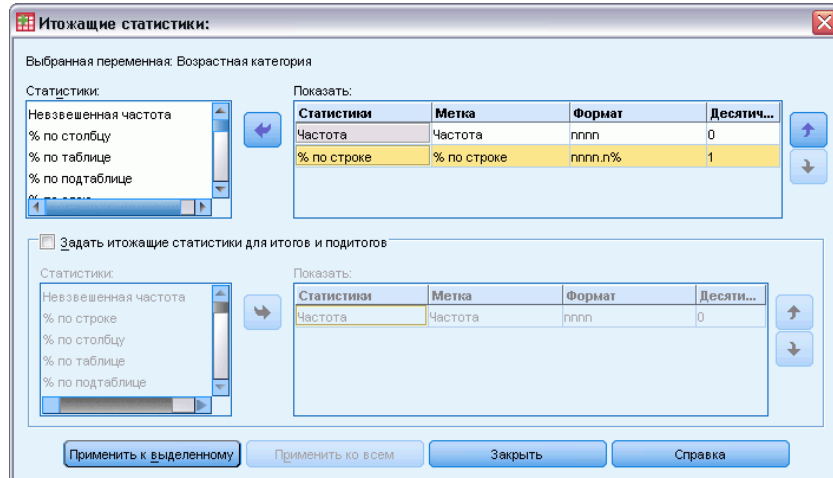 Итожащие статистики:
Выбранная переменная: Возрастная категория
Статистики:
Показать:
Невзвешенная частота
% по столбцу
% по таблице
% по подтаблице
Статистики Метка Формат Десятич...
Частота Частота nnnn 0
% по строке % по строке nnnn.n% 1
Задать итожащие статистики для итогов и подитогов
Статистики:
Показать:
Невзвешенная частота
% по строке
% по столбцу
% по таблице
% по подтаблице
Статистики Метка Формат Десяти...
Частота Частота nnnn 0
Применить к выделенному Применить ко всем Закрыть Справка